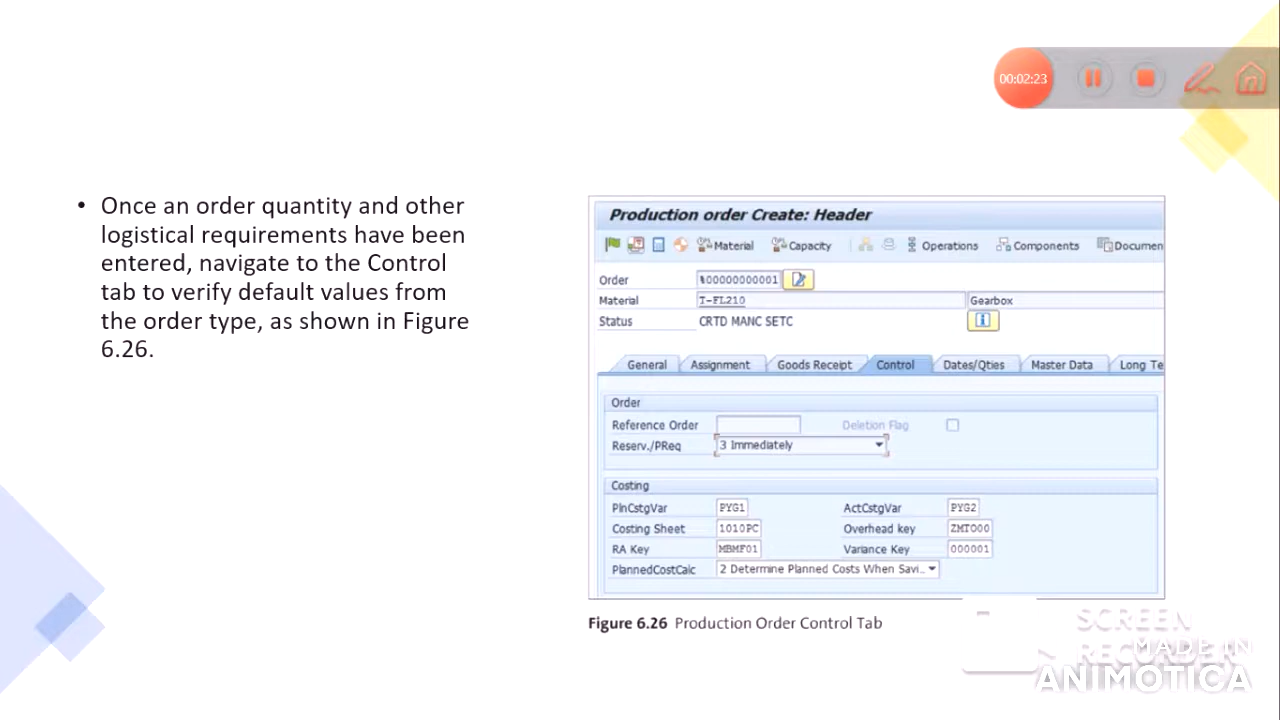 00:02:23
• Once an order quantity and other
logistical requirements have been
entered, navigate to the Control
tab to verify default values from
the order type, as shown in Figure
6.26.
Production order Create: Header
Material Capacity Operations Components Documen
Order %00000000001
Material T-FL210 Gearbox
Status CRTD MANC SETC
General Assignment Goods Receipt Control Dates/Qties Master Data Long Te
Order
Reference Order Deletion Flag
Reserv./PReq 3 Immediately
Costing
PlnCstgVar PYG1 ActCstgVar PYG2
Costing Sheet 1010PC Overhead key ZMTO00
RA Key MBMF01 Variance Key 000001
PlannedCostCalc 2 Determine Planned Costs When Savi..
Figure 6.26 Production Order Control Tab
SCREEN
RECORDER
MADE IN
ANIMOTICA